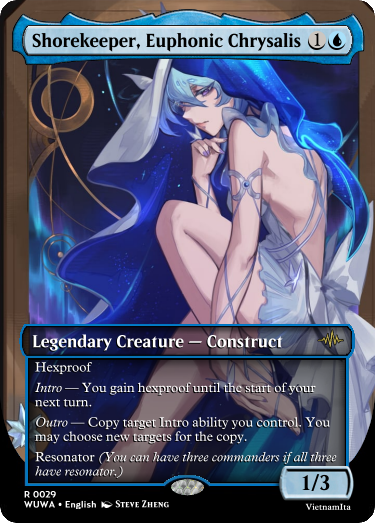 Shorekeeper, Euphonic Chrysalis 1
Legendary Creature — Construct
Hexproof
Intro — You gain hexproof until the start of your
next turn.
Outro — Copy target Intro ability you control. You
may choose new targets for the copy.
Resonator (You can have three commanders if all three
have resonator.)
1/3
R 0029
WUWA • English STEVE ZHENG
VietnamIta